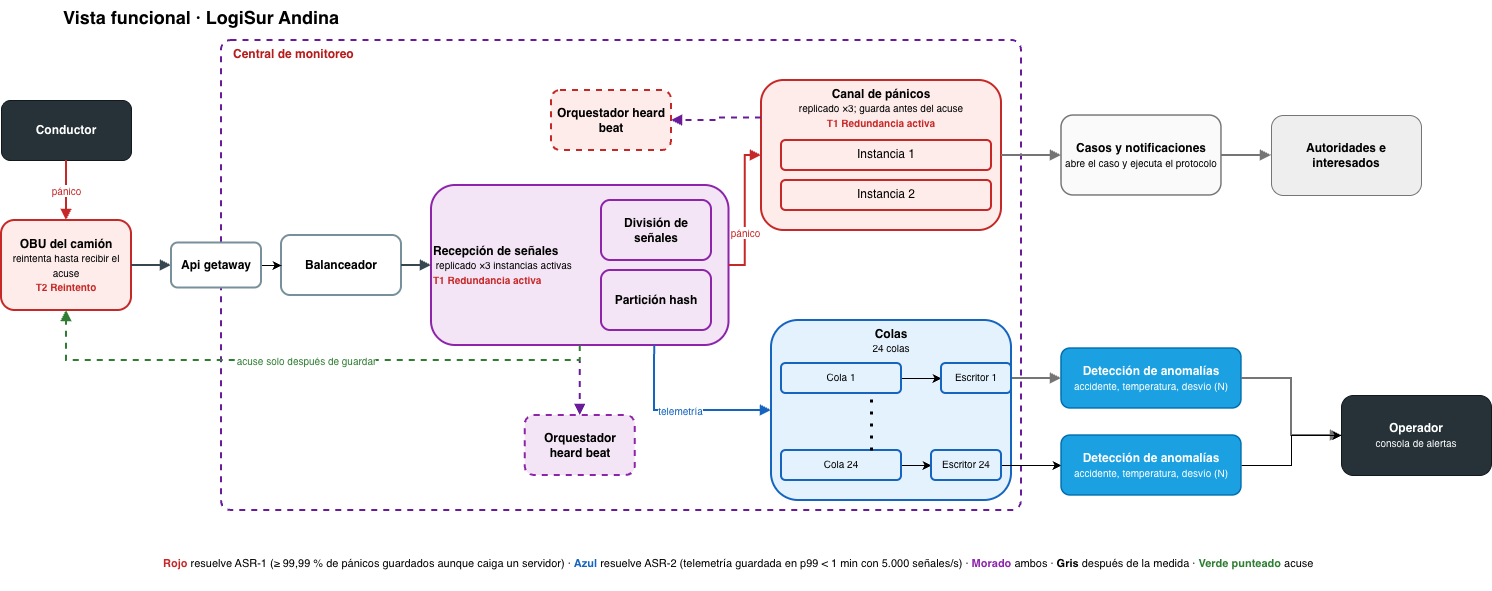 Vista funcional · LogiSur Andina
Central de monitoreo
Conductor
pánico
OBU del camión
reintenta hasta recibir el
acuse
T2 Reintento
Api getaway
Balanceador
Recepción de señales
replicado ×3 instancias activas
T1 Redundancia activa
División de
señales
Partición hash
Orquestador heard
beat
pánico
Canal de pánicos
replicado ×3; guarda antes del acuse
T1 Redundancia activa
Instancia 1
Instancia 2
Casos y notificaciones
abre el caso y ejecuta el protocolo
Autoridades e
interesados
acuse solo después de guardar
Orquestador
heard beat
telemetría
Colas
24 colas
Cola 1
Escritor 1
Cola 24
Escritor 24
Detección de anomalías
accidente, temperatura, desvío (N)
Detección de anomalías
accidente, temperatura, desvío (N)
Operador
consola de alertas
Rojo resuelve ASR-1 (≥ 99,99 % de pánicos guardados aunque caiga un servidor) · Azul resuelve ASR-2 (telemetría guardada en p99 < 1 min con 5.000 señales/s) · Morado ambos · Gris después de la medida · Verde punteado acuse